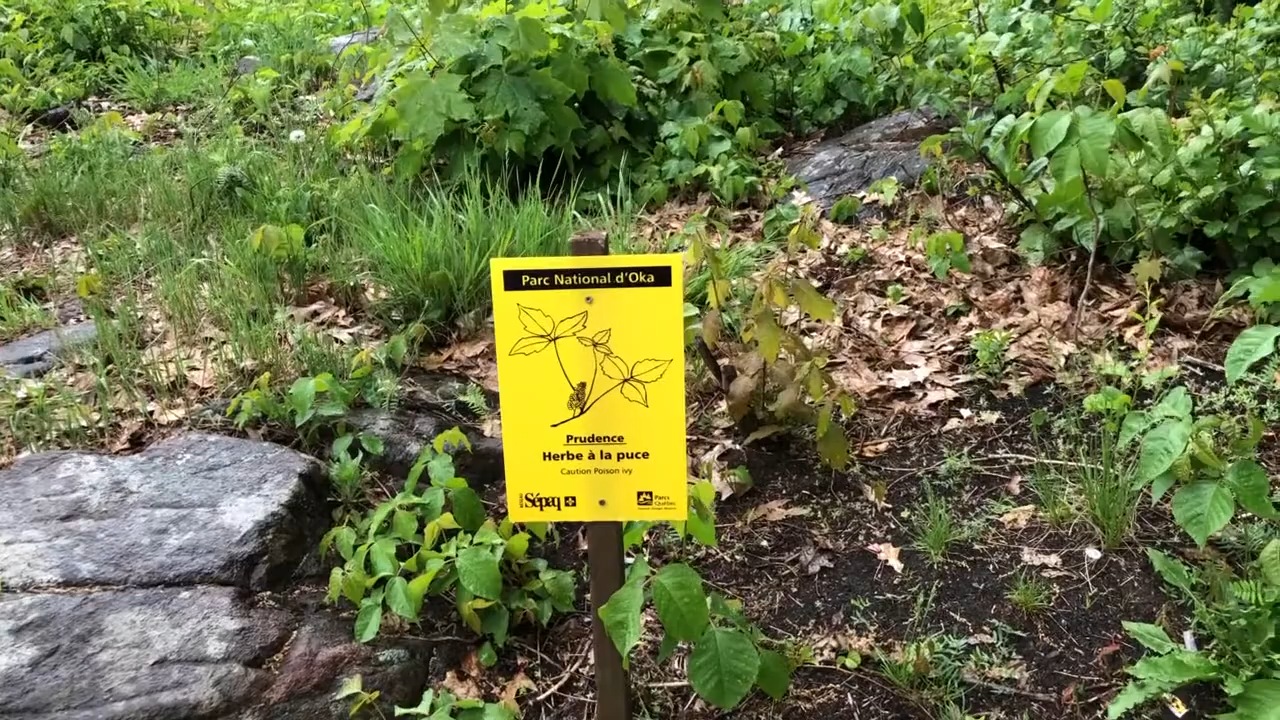 Parc National d'Oka
Prudence
Herbe à la puce
Caution Poison ivy
Sépaq
Parcs
Québec